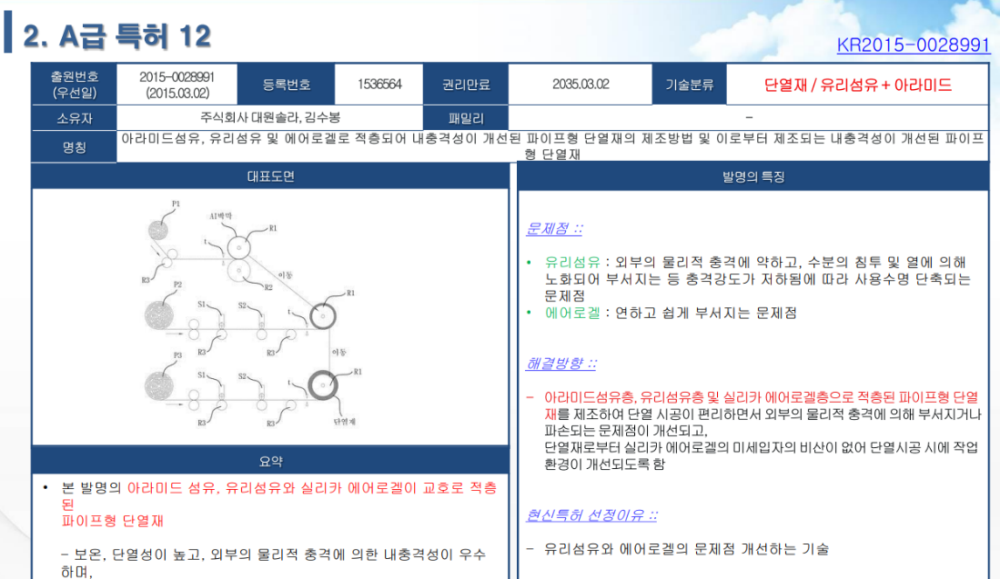 2. A급 특허 12
KR2015-0028991
출원번호
(우선일)
2015-0028991
(2015.03.02)
등록번호
1536564
권리만료
2035.03.02
기술분류
단열재 / 유리섬유 + 아라미드
소유자
주식회사 대원솔라, 김수봉
패밀리
–
명칭
아라미드섬유, 유리섬유 및 에어로겔로 적층되어 내충격성이 개선된 파이프형 단열재의 제조방법 및 이로부터 제조되는 내충격성이 개선된 파이프
형 단열재
대표도면
P1
Al박막
R1
t
R3
R2
이동
P2
S1
S2
t
R1
R3
R3
이동
P3
S1
S2
t
R1
R3
R3
단열재
요약
• 본 발명의 아라미드 섬유, 유리섬유와 실리카 에어로겔이 교호로 적층
된
파이프형 단열재
– 보온, 단열성이 높고, 외부의 물리적 충격에 의한 내충격성이 우수
하며,
발명의 특징
문제점 ::
• 유리섬유 : 외부의 물리적 충격에 약하고, 수분의 침투 및 열에 의해
노화되어 부서지는 등 충격강도가 저하됨에 따라 사용수명 단축되는
문제점
• 에어로겔 : 연하고 쉽게 부서지는 문제점
해결방향 ::
– 아라미드섬유층, 유리섬유층 및 실리카 에어로겔층으로 적층된 파이프형 단열
재를 제조하여 단열 시공이 편리하면서 외부의 물리적 충격에 의해 부서지거나
파손되는 문제점이 개선되고,
단열재로부터 실리카 에어로겔의 미세입자의 비산이 없어 단열시공 시에 작업
환경이 개선되도록 함
현신특허 선정이유 ::
– 유리섬유와 에어로겔의 문제점 개선하는 기술